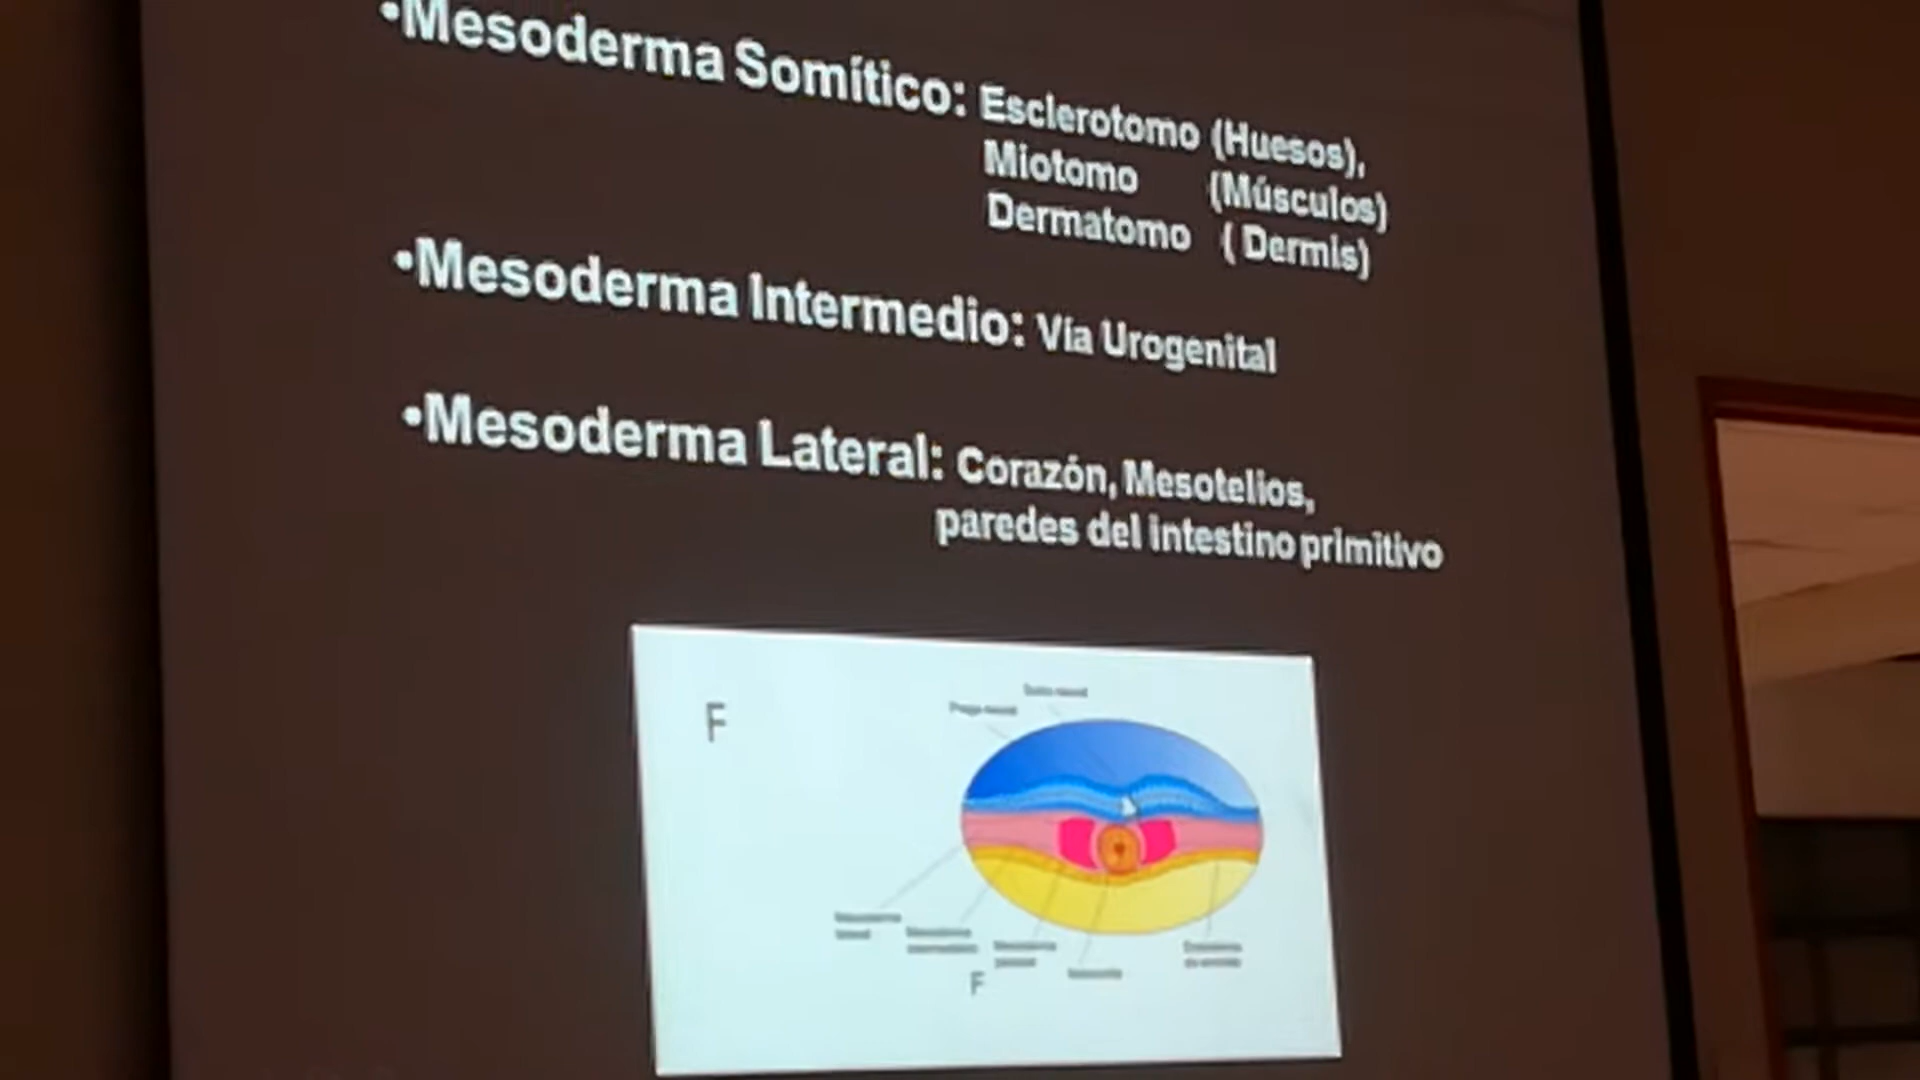 •Mesoderma Somítico: Esclerotomo (Huesos),
Miotomo (Músculos)
Dermatomo ( Dermis)
•Mesoderma Intermedio: Vía Urogenital
•Mesoderma Lateral: Corazón, Mesotelios,
paredes del intestino primitivo
F
F